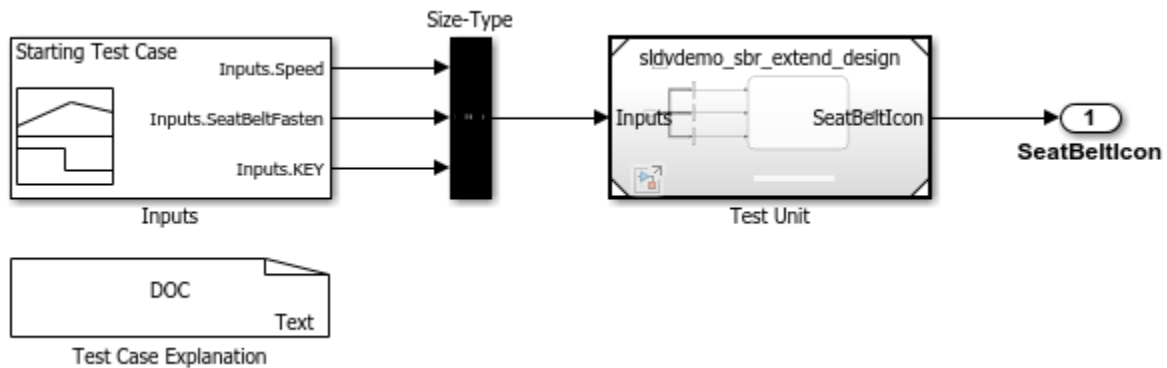 Size-Type
Starting Test Case
Inputs.Speed
Inputs.SeatBeltFasten
Inputs.KEY
Inputs
sldvdemo_sbr_extend_design
Inputs
SeatBeltIcon
Test Unit
1
SeatBeltIcon
DOC
Text
Test Case Explanation